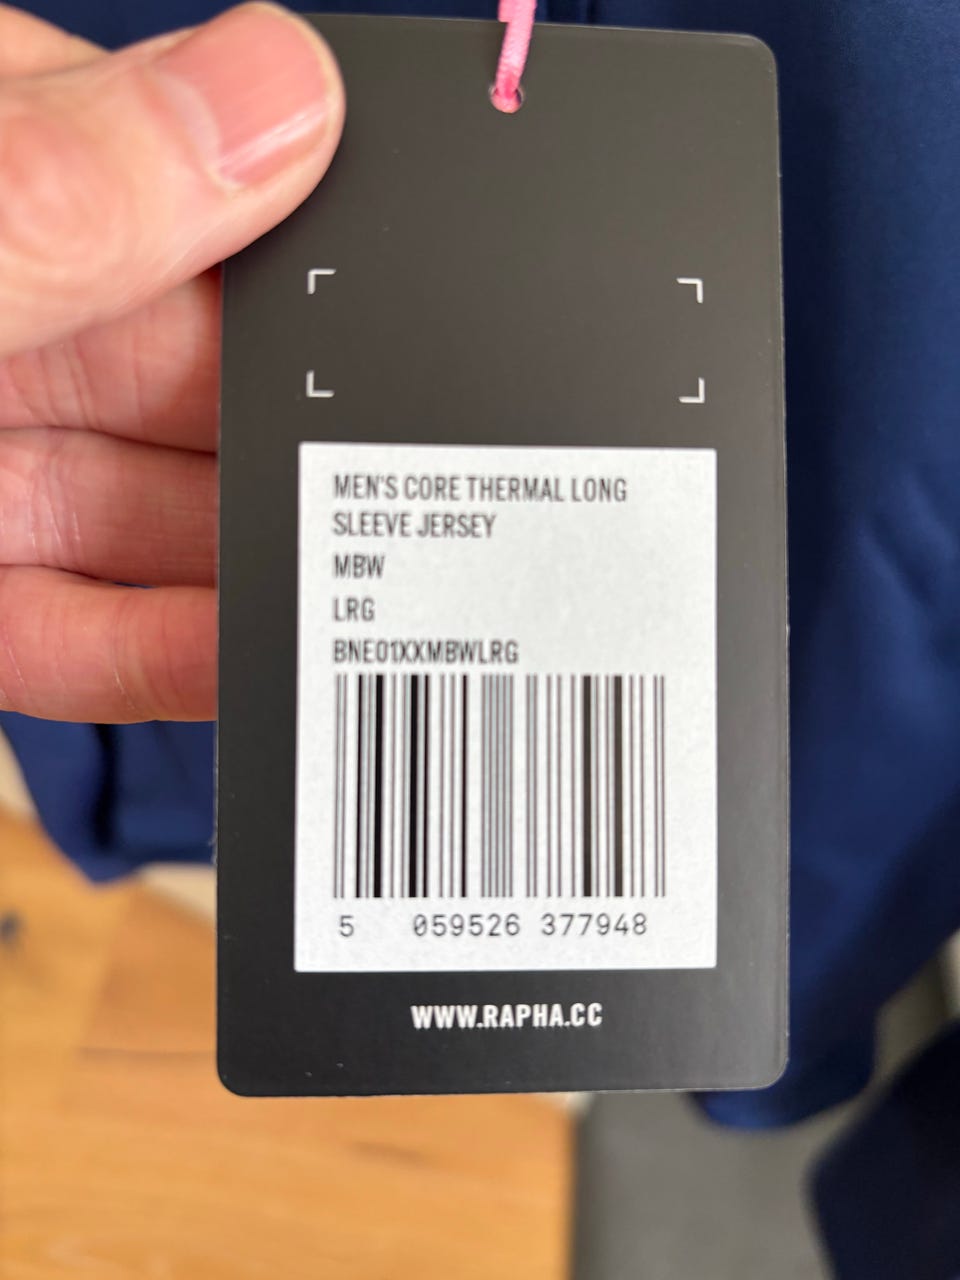 MEN'S CORE THERMAL LONG
SLEEVE JERSEY
MBW
LRG
BNE01XXMBWLRG
5 059526 377948
WWW.RAPHA.CC